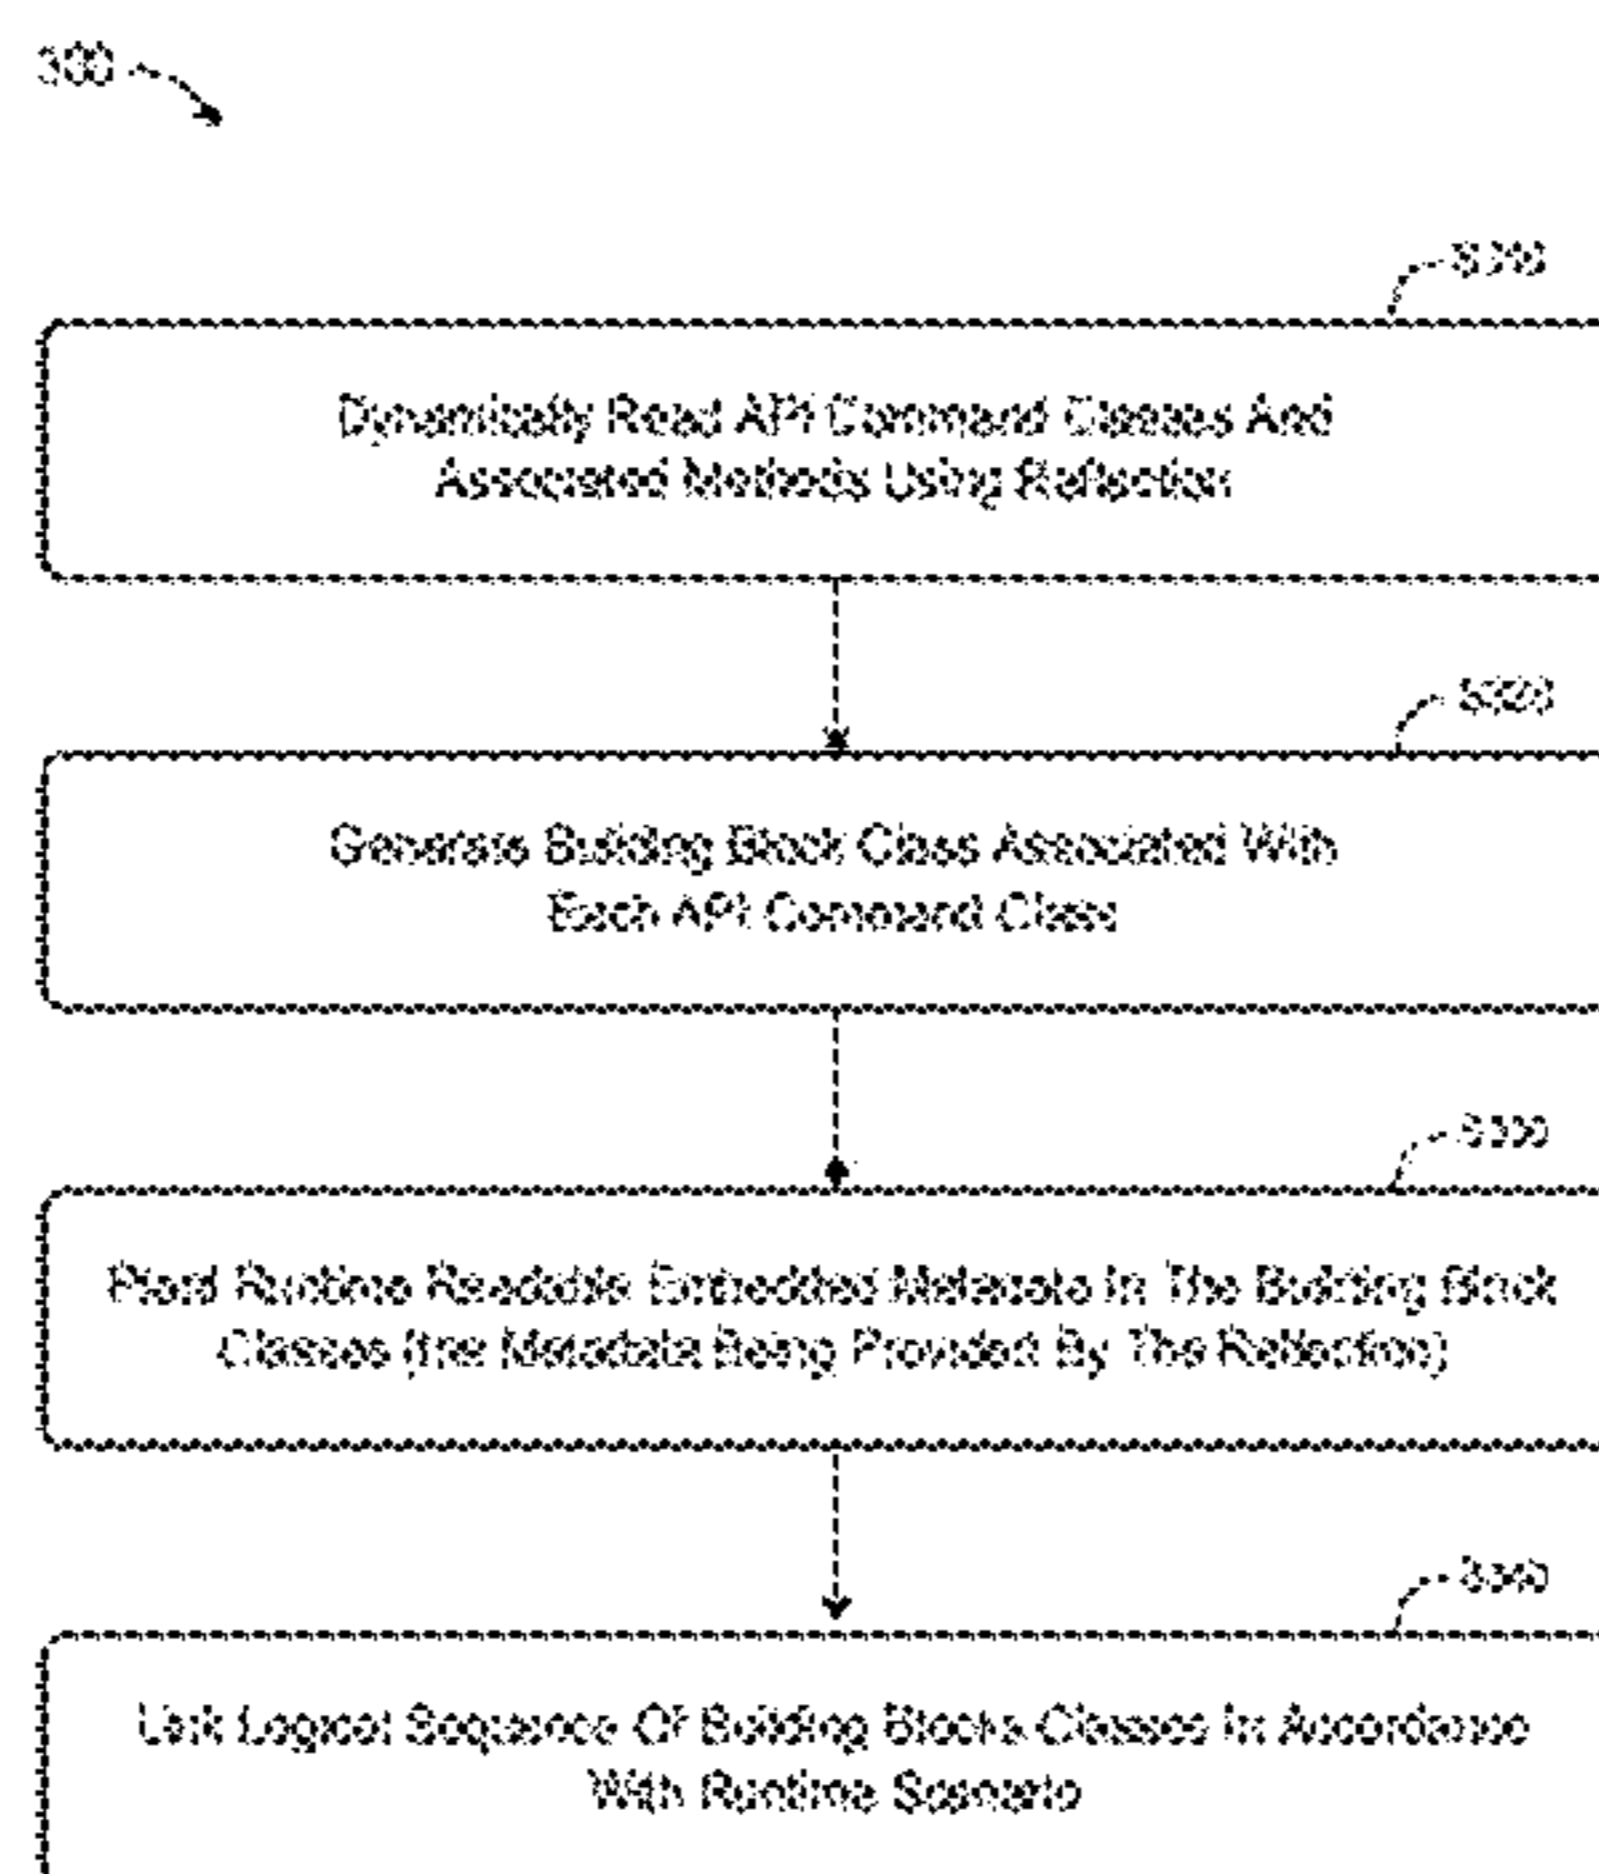 300
S310
Dynamically Read API Command Classes And
Associated Methods Using Reflection
S320
Generate Building Block Class Associated With
Each API Command Class
S330
Plant Runtime Readable Embedded Metadata In The Building Block
Classes (the Metadata Being Provided By The Reflection)
S340
Link Logical Sequence Of Building Blocks Classes In Accordance
With Runtime Scenario